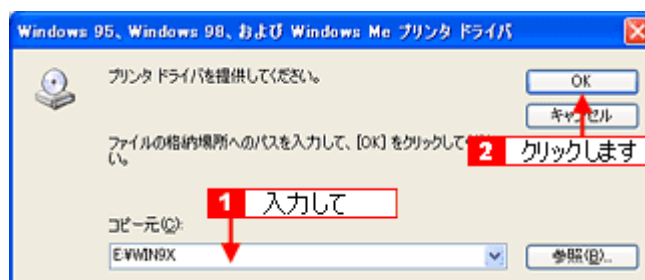 Windows 95、Windows 98、および Windows Me プリンタ ドライバ
プリンタ ドライバを提供してください。
OK
キャンセル
ファイルの格納場所へのパスを入力して、[OK] をクリックして
い。
2 クリックします
1 入力して
コピー元(C):
E:¥WIN9X
参照(B)...